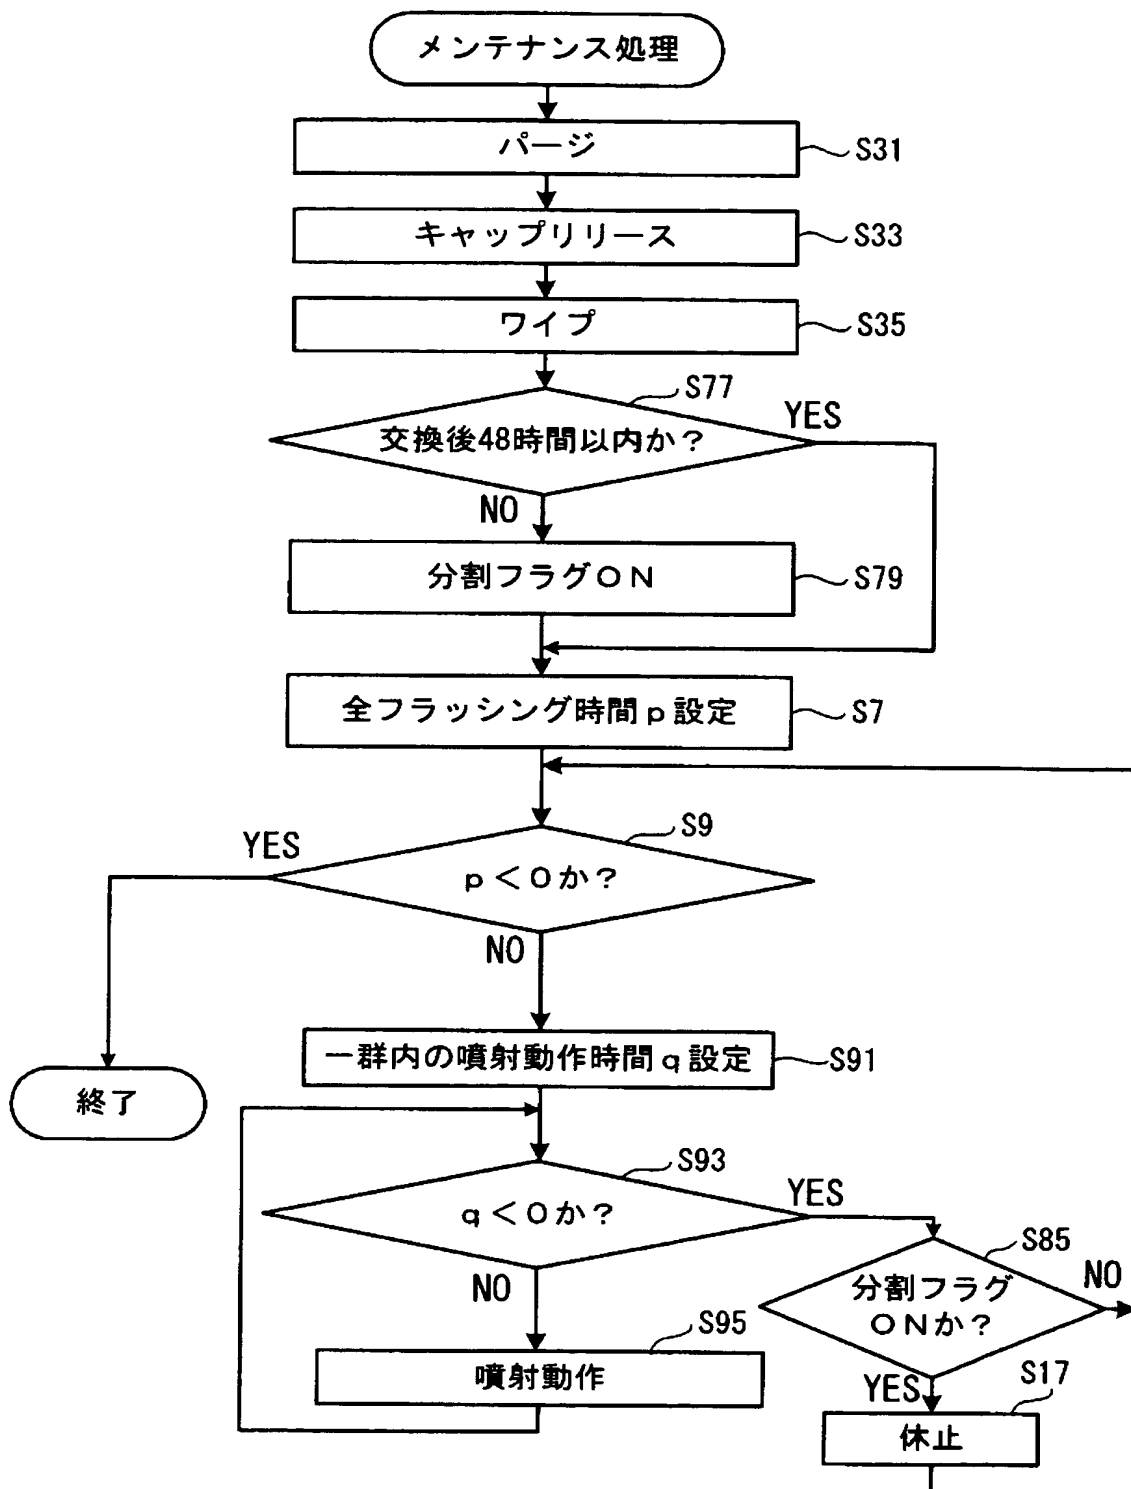 メンテナンス処理
パージ
S31
キャップリリース
S33
ワイプ
S35
S77
交換後48時間以内か？
YES
NO
分割フラグON
S79
全フラッシング時間p設定
S7
S9
YES
p＜0か？
NO
一群内の噴射動作時間q設定
S91
終了
S93
q＜0か？
YES
S85
分割フラグ
ONか？
NO
NO
S95
噴射動作
YES
S17
休止